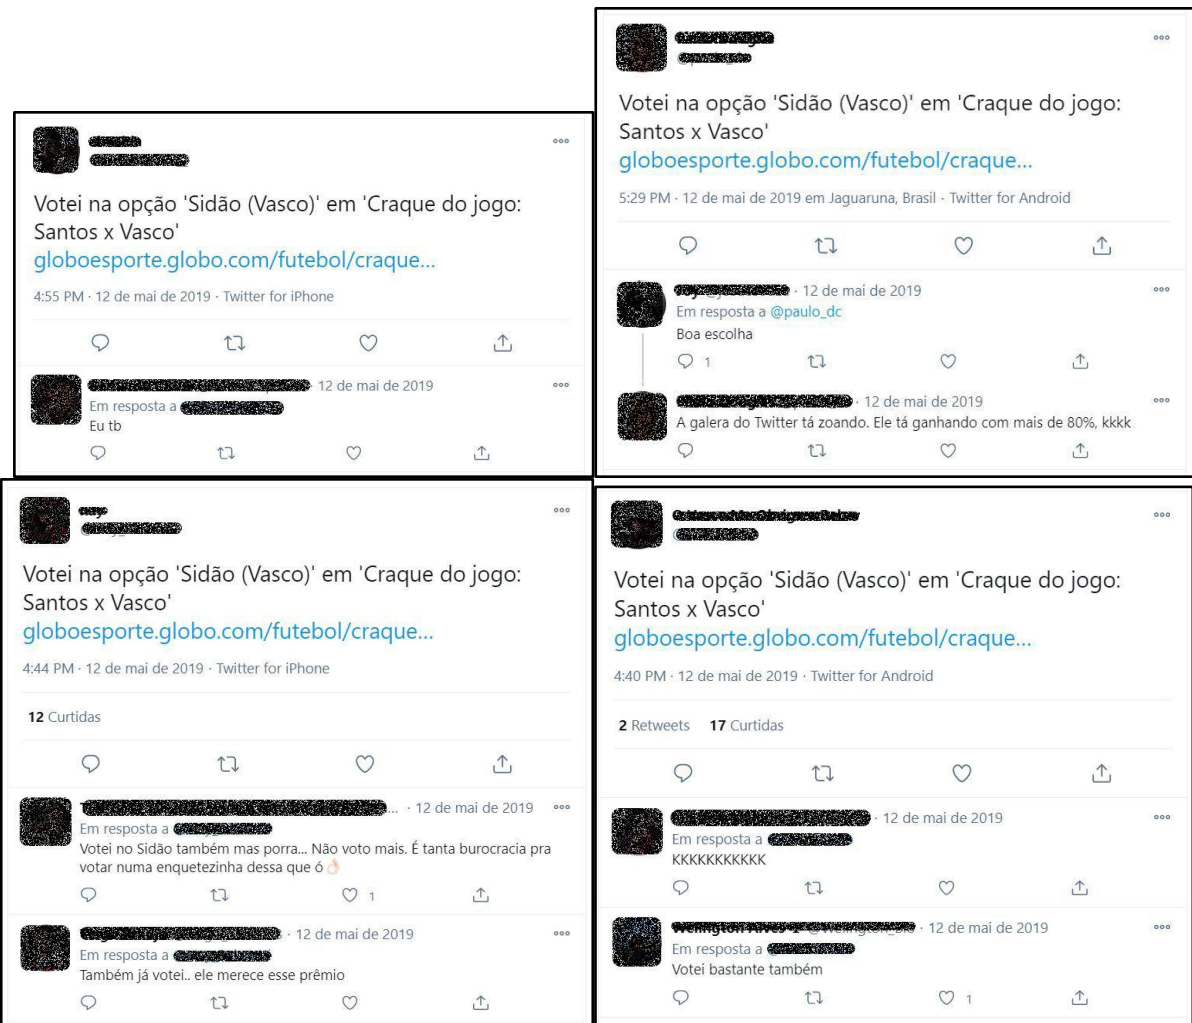 Votei na opção 'Sidão (Vasco)' em 'Craque do jogo:
Santos x Vasco'
globoesporte.globo.com/futebol/craque...
4:55 PM · 12 de mai de 2019 · Twitter for iPhone
12 de mai de 2019
Em resposta a
Eu tb
Votei na opção 'Sidão (Vasco)' em 'Craque do jogo:
Santos x Vasco'
globoesporte.globo.com/futebol/craque...
5:29 PM · 12 de mai de 2019 em Jaguaruna, Brasil · Twitter for Android
· 12 de mai de 2019
Em resposta a @paulo_dc
Boa escolha
1
· 12 de mai de 2019
A galera do Twitter tá zoando. Ele tá ganhando com mais de 80%, kkkk
Votei na opção 'Sidão (Vasco)' em 'Craque do jogo:
Santos x Vasco'
globoesporte.globo.com/futebol/craque...
4:44 PM · 12 de mai de 2019 · Twitter for iPhone
12 Curtidas
... · 12 de mai de 2019
Em resposta a
Votei no Sidão também mas porra... Não voto mais. É tanta burocracia pra
votar numa enquetezinha dessa que ó 👌🏻
1
· 12 de mai de 2019
Em resposta a
Também já votei.. ele merece esse prêmio
Votei na opção 'Sidão (Vasco)' em 'Craque do jogo:
Santos x Vasco'
globoesporte.globo.com/futebol/craque...
4:40 PM · 12 de mai de 2019 · Twitter for Android
2 Retweets 17 Curtidas
· 12 de mai de 2019
Em resposta a
KKKKKKKKKKK
· 12 de mai de 2019
Em resposta a
Votei bastante também
1